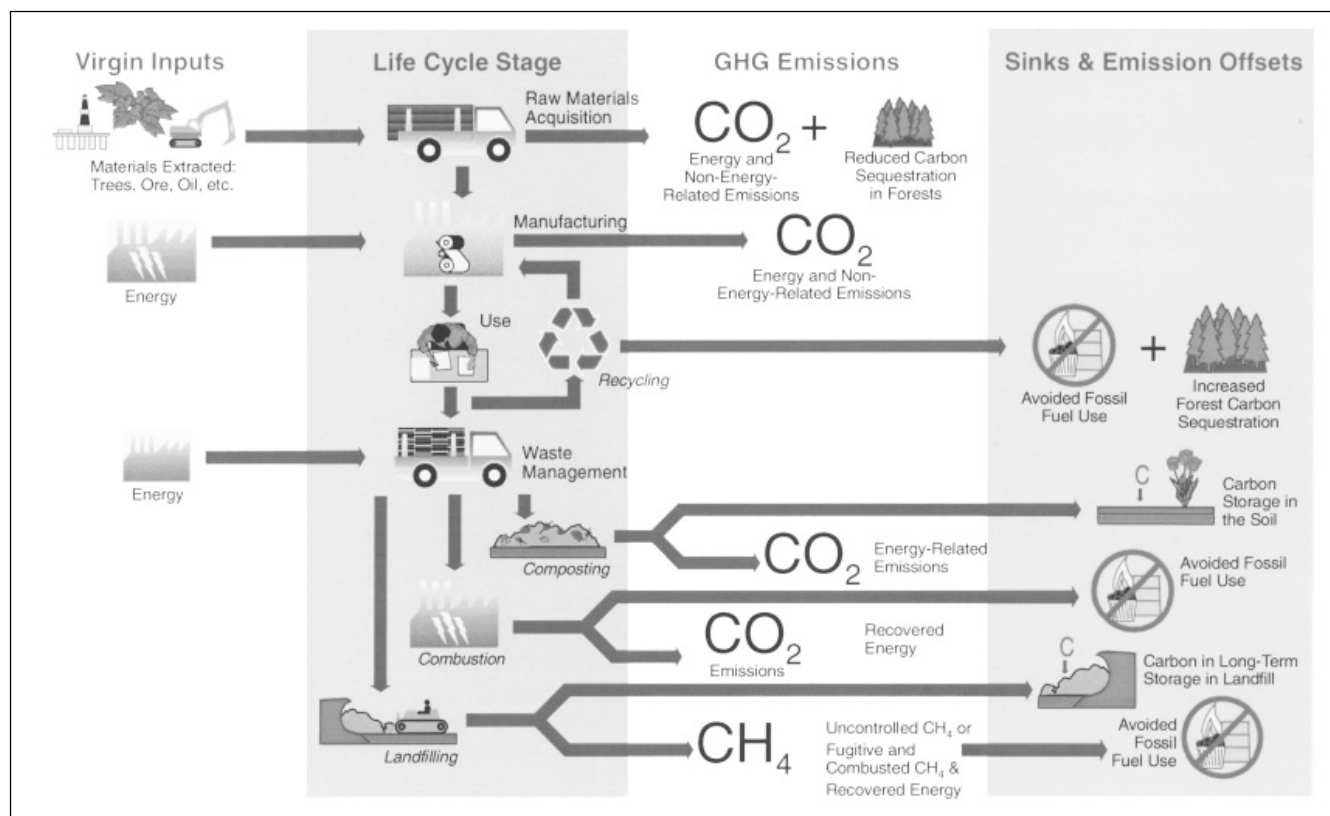 Virgin Inputs
Life Cycle Stage
GHG Emissions
Sinks & Emission Offsets
Materials Extracted:
Trees, Ore, Oil, etc.
Raw Materials
Acquisition
CO2
+
Energy and
Non-Energy-
Related Emissions
Reduced Carbon
Sequestration
in Forests
Energy
Manufacturing
CO2
Energy and Non-
Energy-Related Emissions
Use
Recycling
+
Avoided Fossil
Fuel Use
Increased
Forest Carbon
Sequestration
Energy
Waste
Management
Composting
CO2
Energy-Related
Emissions
C
Carbon
Storage in
the Soil
Combustion
CO2
Emissions
Recovered
Energy
Avoided Fossil
Fuel Use
Landfilling
C
Carbon in Long-Term
Storage in Landfill
CH4
Uncontrolled CH4 or
Fugitive and
Combusted CH4 &
Recovered Energy
Avoided
Fossil
Fuel Use